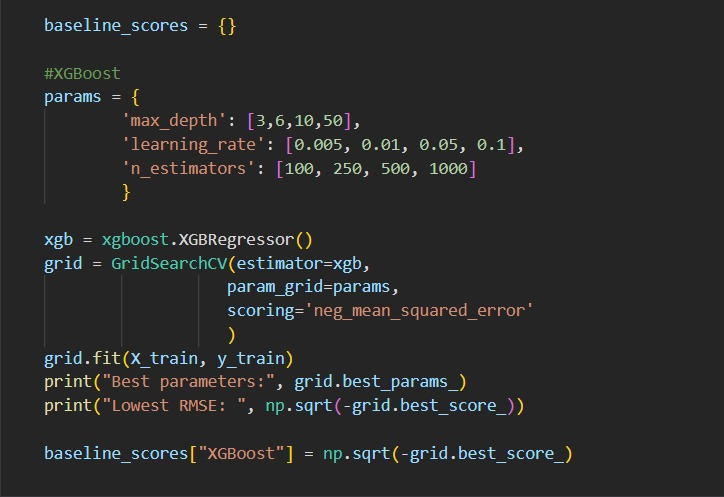 baseline_scores = {}
#XGBoost
params = {
'max_depth': [3,6,10,50],
'learning_rate': [0.005, 0.01, 0.05, 0.1],
'n_estimators': [100, 250, 500, 1000]
}
xgb = xgboost.XGBRegressor()
grid = GridSearchCV(estimator=xgb,
param_grid=params,
scoring='neg_mean_squared_error'
)
grid.fit(X_train, y_train)
print("Best parameters:", grid.best_params_)
print("Lowest RMSE: ", np.sqrt(-grid.best_score_))
baseline_scores["XGBoost"] = np.sqrt(-grid.best_score_)